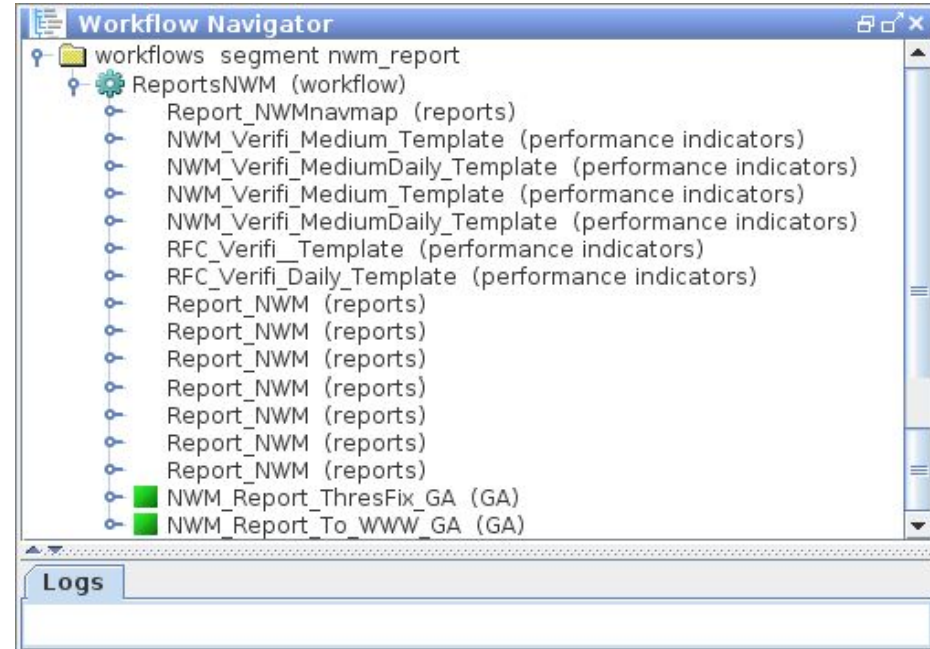 Workflow Navigator
workflows segment nwm_report
ReportsNWM (workflow)
Report_NWMnavmap (reports)
NWM_Verifi_Medium_Template (performance indicators)
NWM_Verifi_MediumDaily_Template (performance indicators)
NWM_Verifi_Medium_Template (performance indicators)
NWM_Verifi_MediumDaily_Template (performance indicators)
RFC_Verifi__Template (performance indicators)
RFC_Verifi_Daily_Template (performance indicators)
Report_NWM (reports)
Report_NWM (reports)
Report_NWM (reports)
Report_NWM (reports)
Report_NWM (reports)
Report_NWM (reports)
Report_NWM (reports)
NWM_Report_ThresFix_GA (GA)
NWM_Report_To_WWW_GA (GA)
Logs